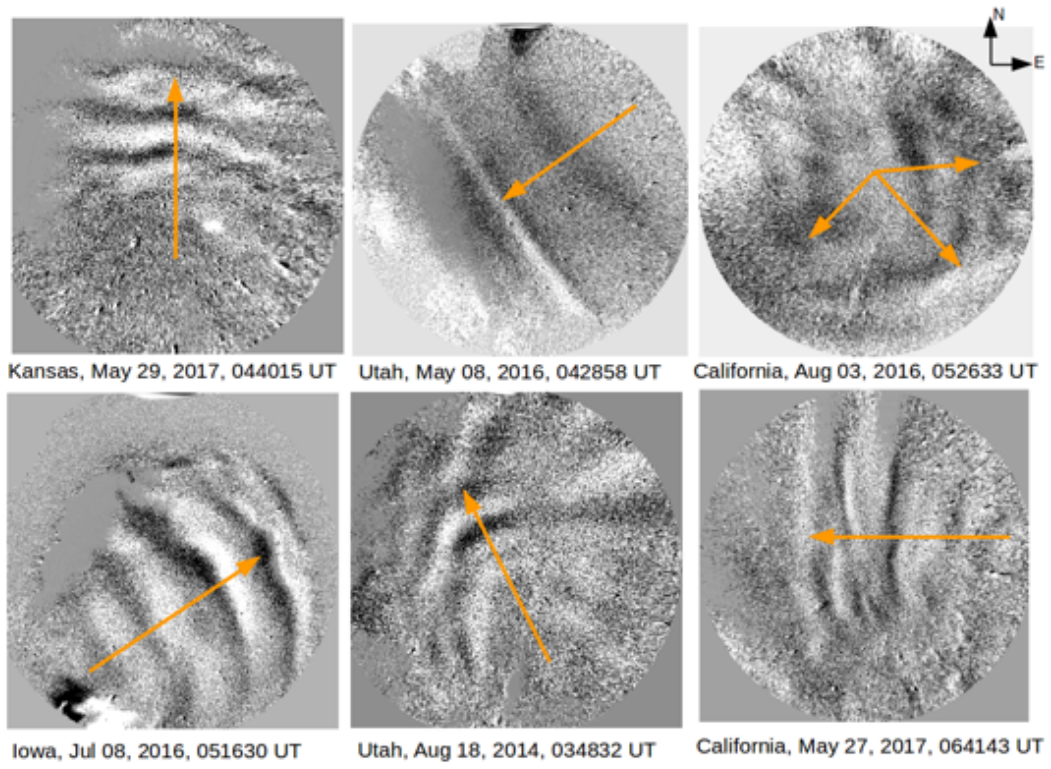 N
E
Kansas, May 29, 2017, 044015 UT
Utah, May 08, 2016, 042858 UT
California, Aug 03, 2016, 052633 UT
Iowa, Jul 08, 2016, 051630 UT
Utah, Aug 18, 2014, 034832 UT
California, May 27, 2017, 064143 UT